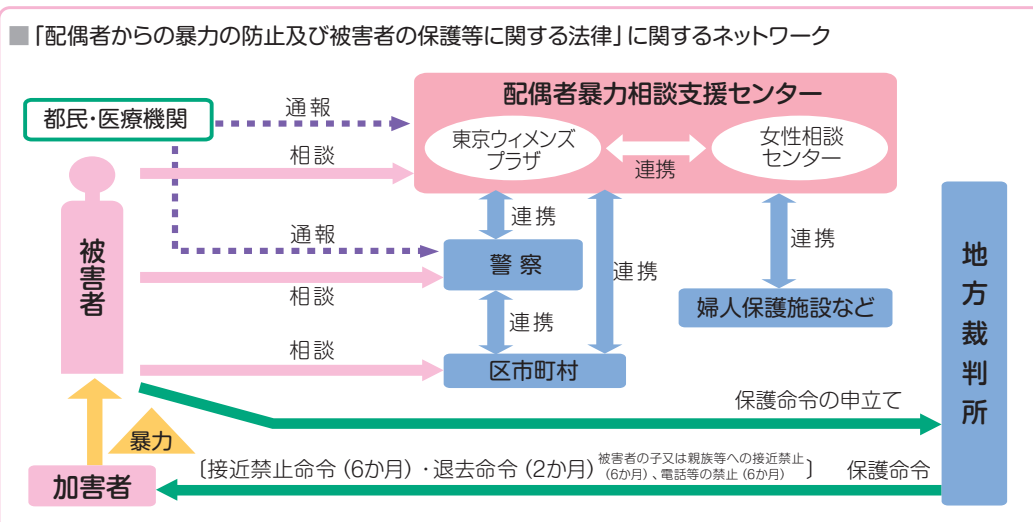 ■「配偶者からの暴力の防止及び被害者の保護等に関する法律」に関するネットワーク
都民・医療機関
通報
配偶者暴力相談支援センター
東京ウィメンズ
プラザ
連携
女性相談
センター
相談
被害者
通報
連携
警察
相談
連携
連携
連携
婦人保護施設など
地方裁判所
相談
区市町村
保護命令の申立て
暴力
加害者
〔接近禁止命令(6か月)・退去命令(2か月)被害者の子又は親族等への接近禁止
(6か月)、電話等の禁止(6か月)〕
保護命令